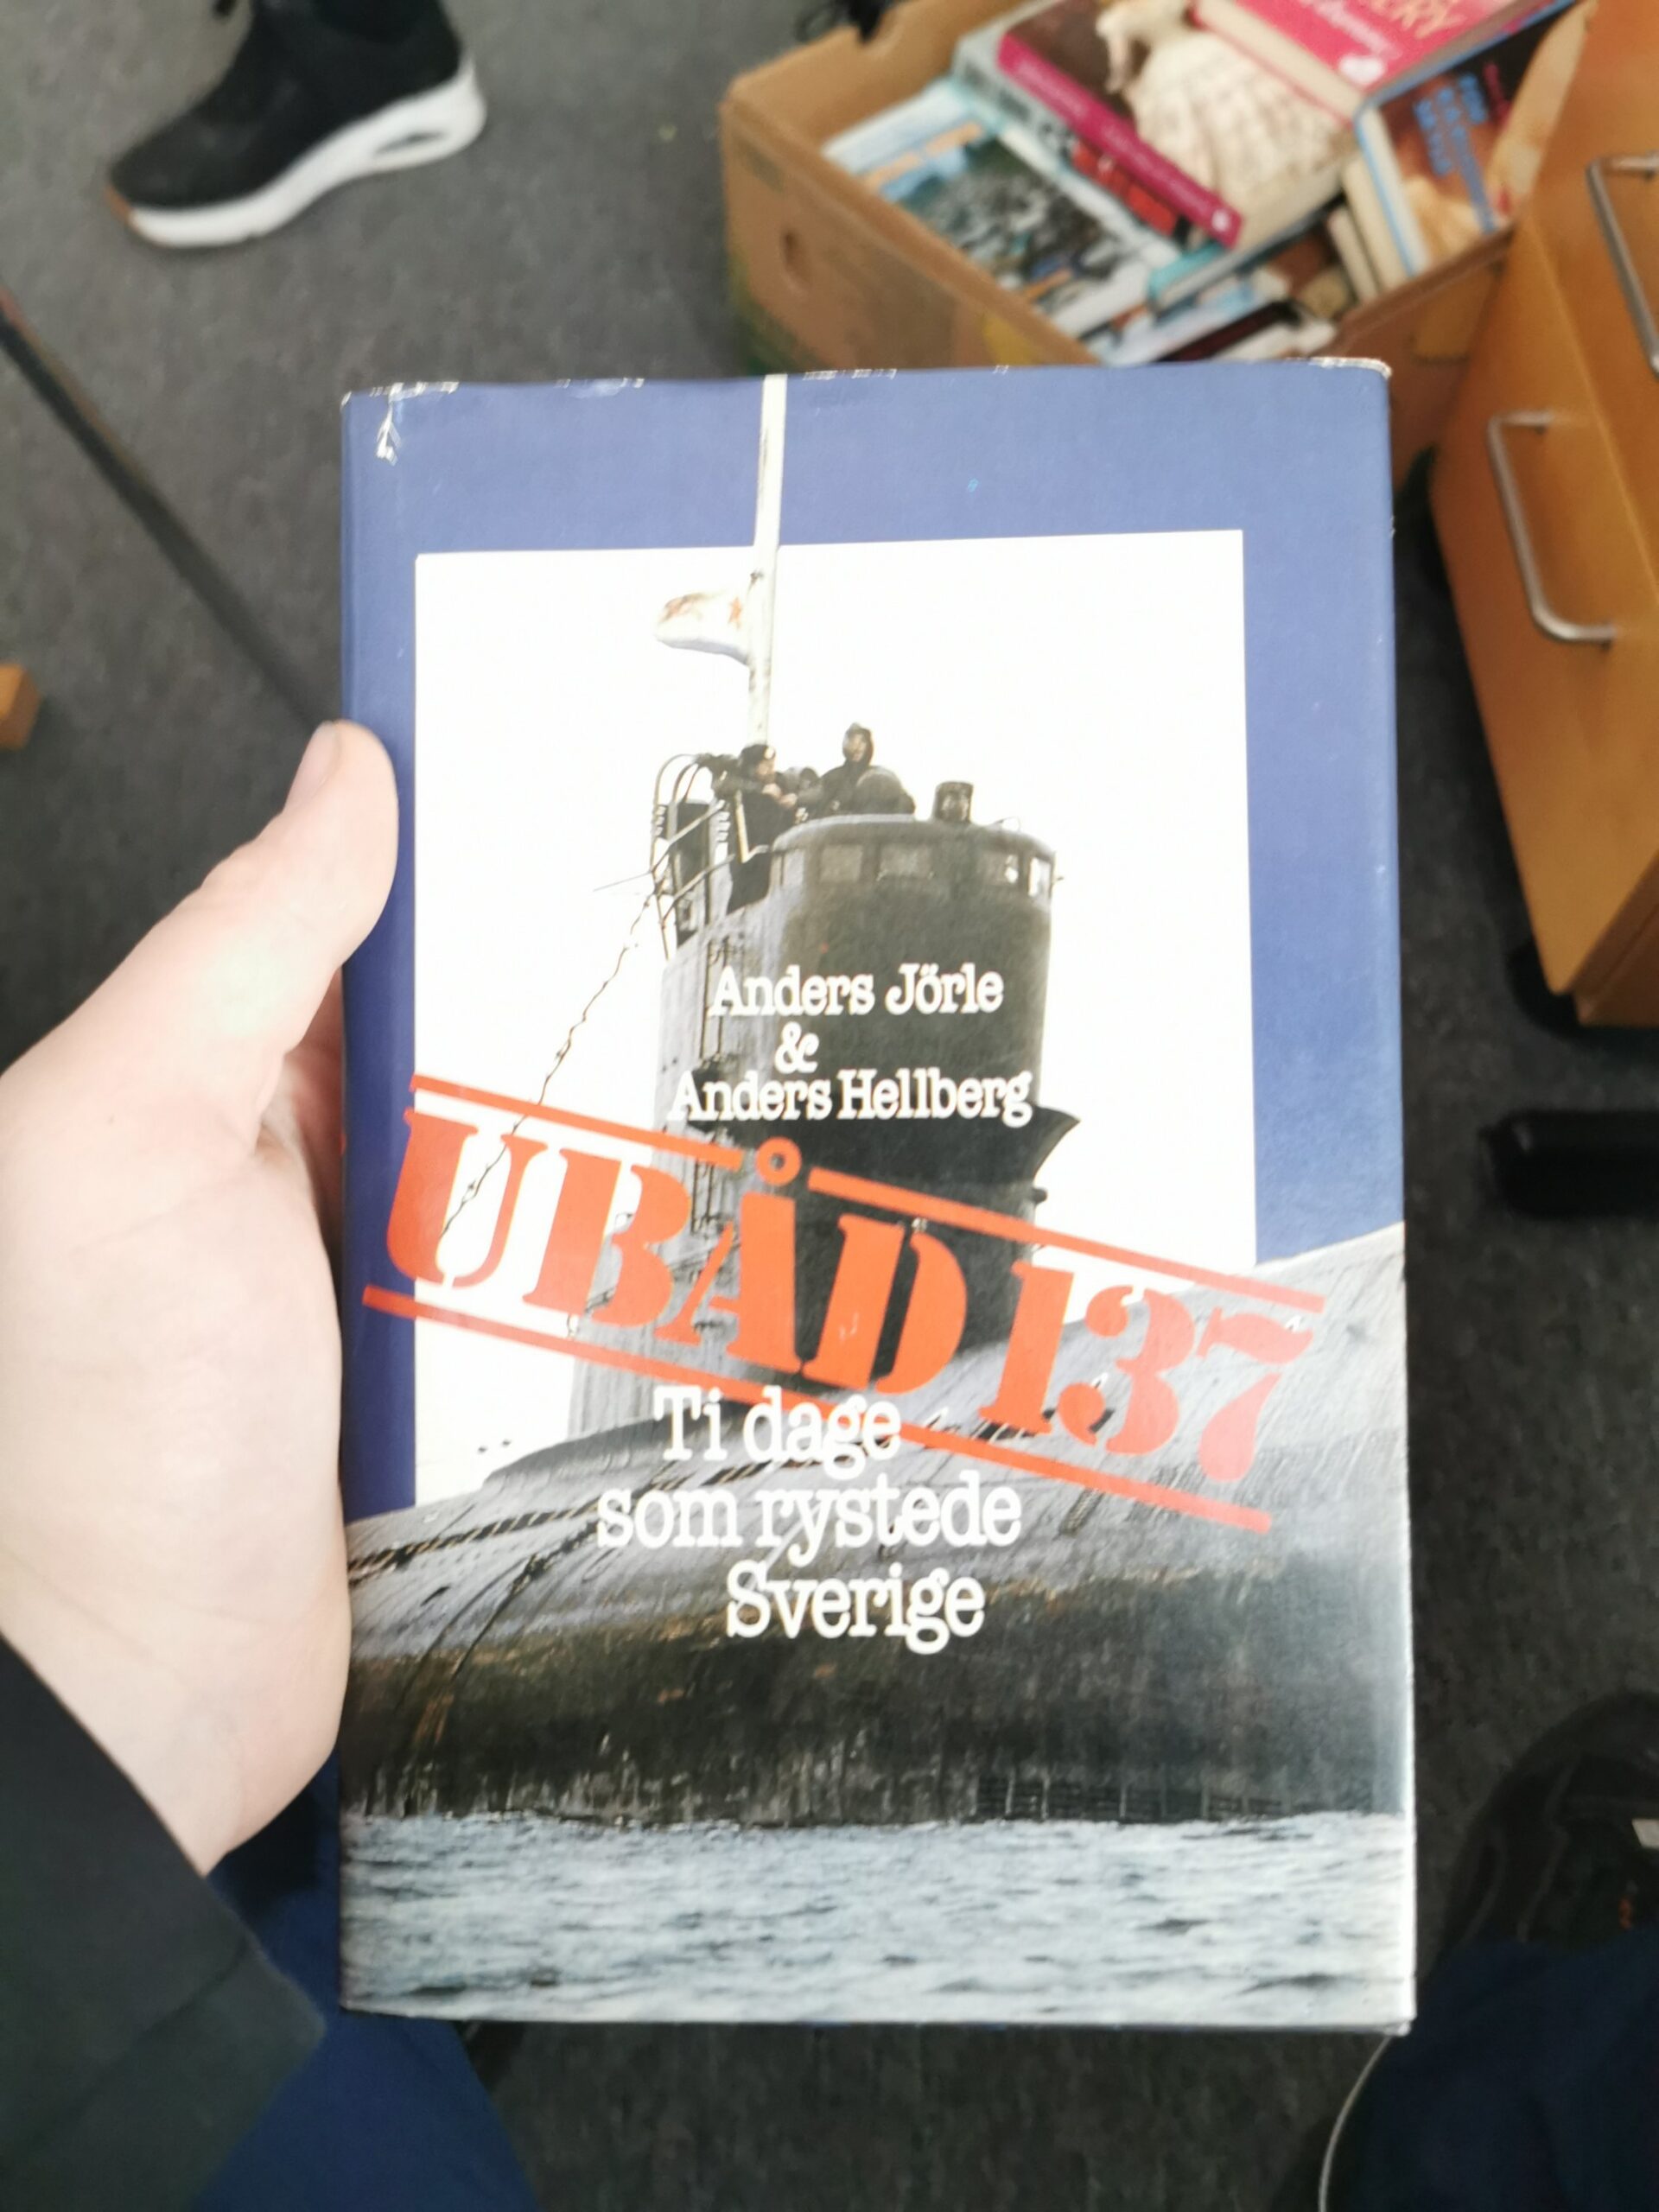 Anders Jörle
&
Anders Hellberg
UBÅD 137
Ti dage
som rystede
Sverige